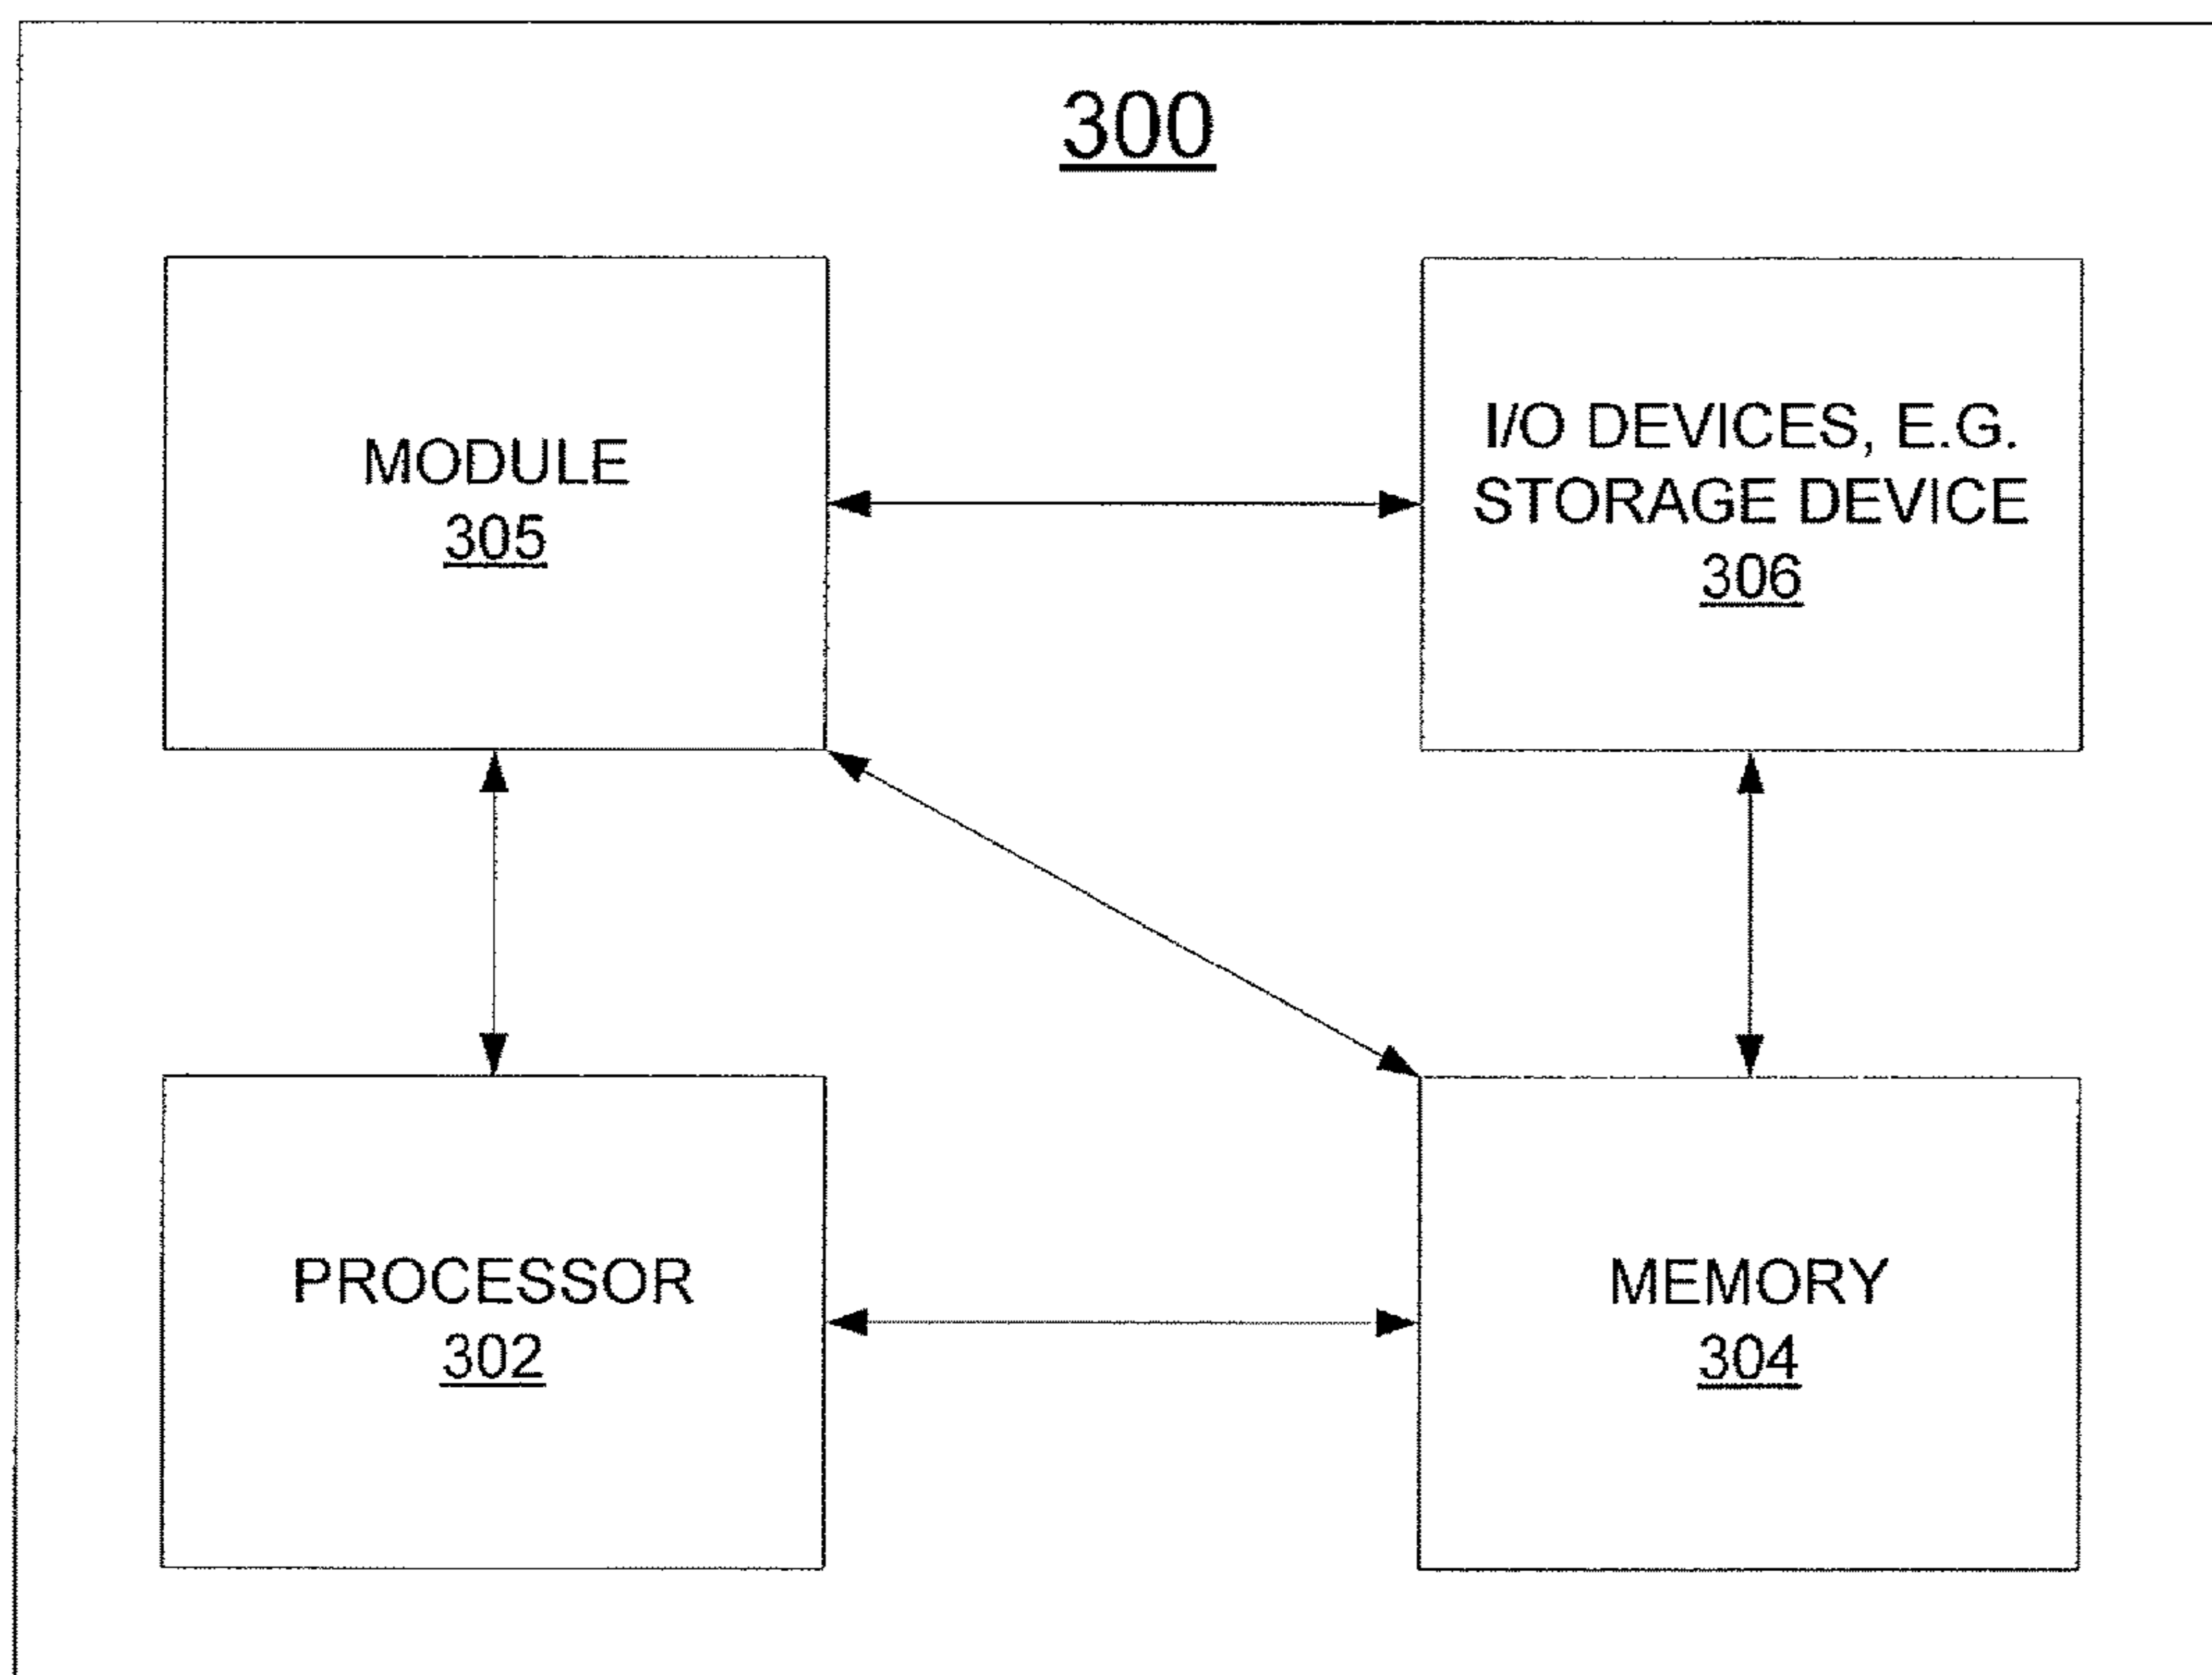 300
MODULE
305
I/O DEVICES, E.G.
STORAGE DEVICE
306
PROCESSOR
302
MEMORY
304